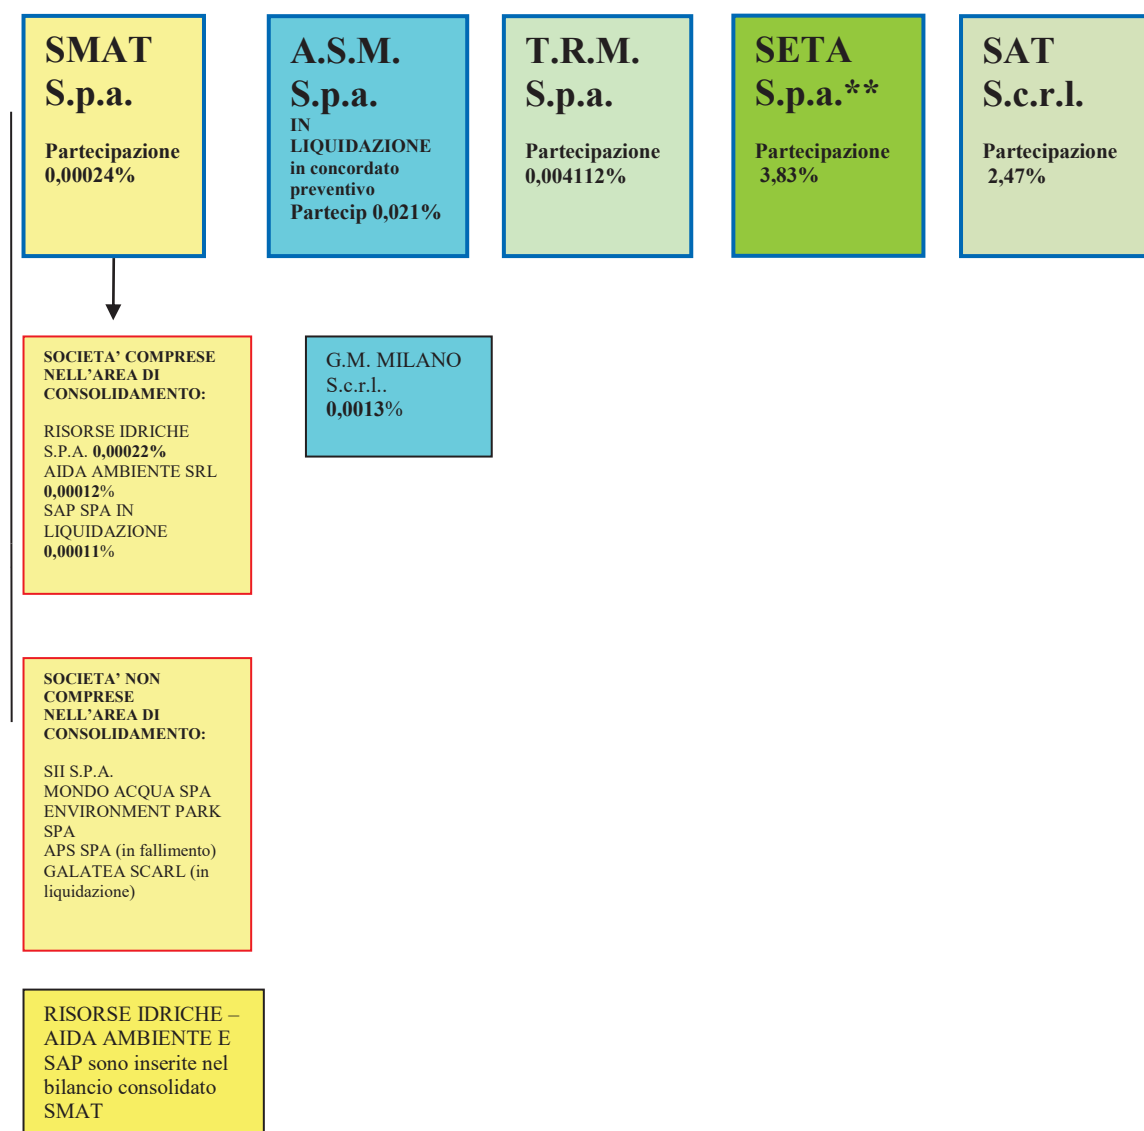 SMAT
S.p.a.
Partecipazione
0,00024%
A.S.M.
S.p.a.
IN
LIQUIDAZIONE
in concordato
preventivo
Partecip 0,021%
T.R.M.
S.p.a.
Partecipazione
0,004112%
SETA
S.p.a.**
Partecipazione
3,83%
SAT
S.c.r.l.
Partecipazione
2,47%
SOCIETA’ COMPRESE
NELL’AREA DI
CONSOLIDAMENTO:
RISORSE IDRICHE
S.P.A. 0,00022%
AIDA AMBIENTE SRL
0,00012%
SAP SPA IN
LIQUIDAZIONE
0,00011%
G.M. MILANO
S.c.r.l..
0,0013%
SOCIETA’ NON
COMPRESE
NELL’AREA DI
CONSOLIDAMENTO:
SII S.P.A.
MONDO ACQUA SPA
ENVIRONMENT PARK
SPA
APS SPA (in fallimento)
GALATEA SCARL (in
liquidazione)
RISORSE IDRICHE –
AIDA AMBIENTE E
SAP sono inserite nel
bilancio consolidato
SMAT